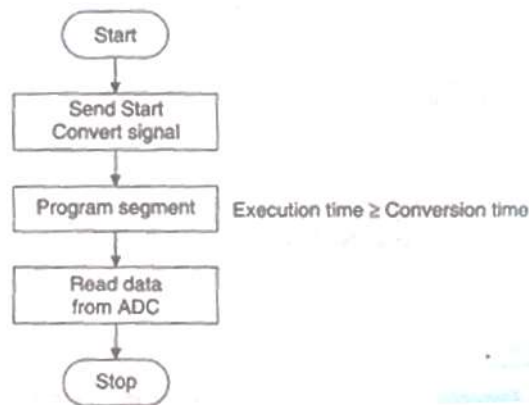 Start
Send Start
Convert signal
Program segment
Execution time ≥ Conversion time
Read data
from ADC
Stop